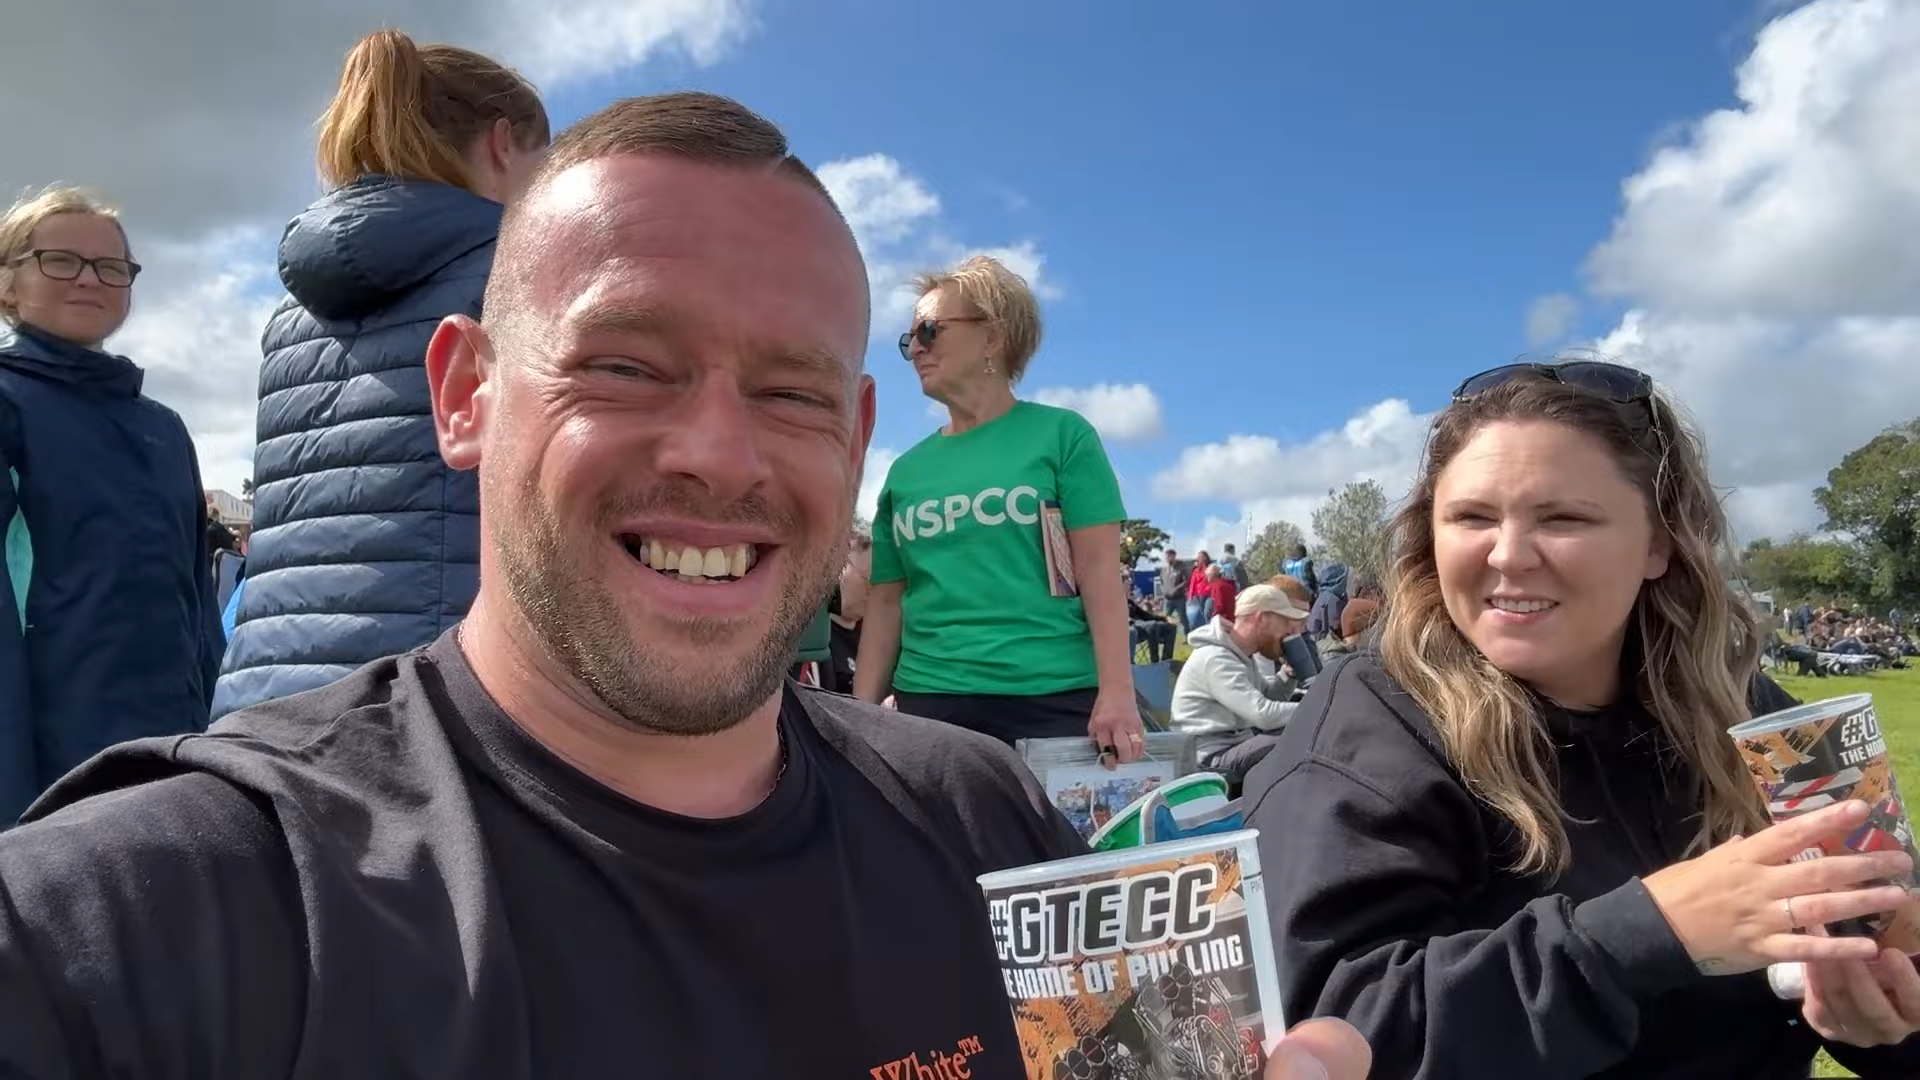 NSPCC
#GTECC
HOME OF PULLING
White™
#G
THE